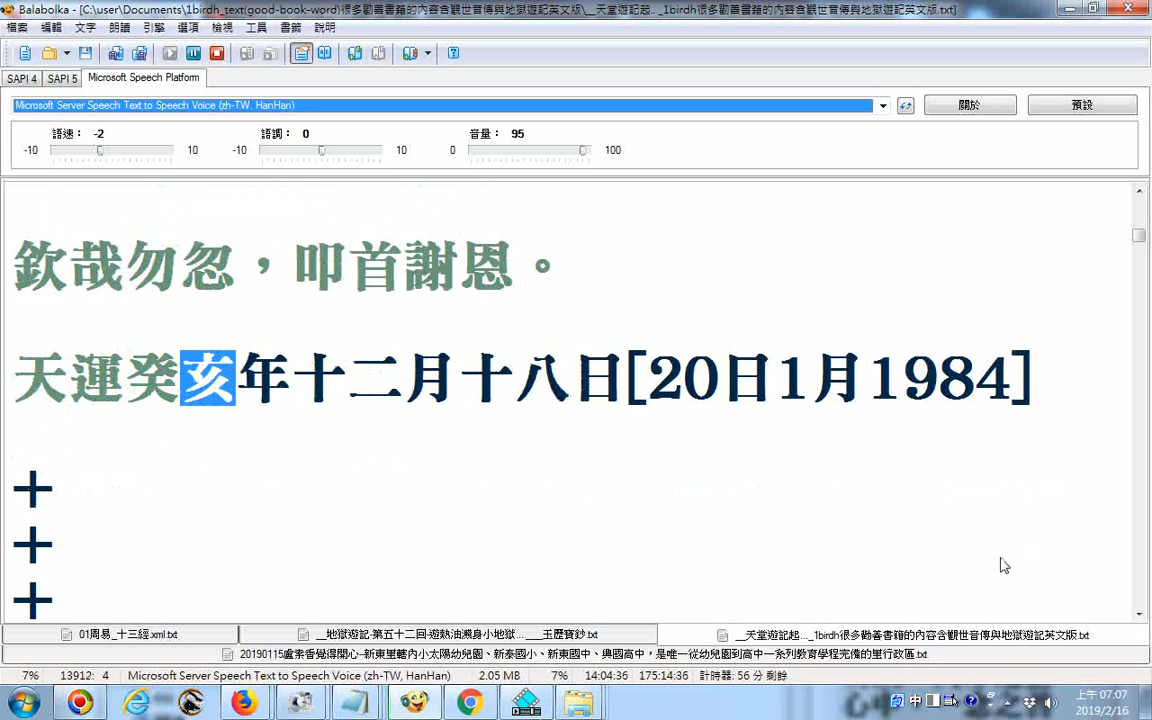 Balabolka - [C:\user\Documents\1birdh_text(good-book-word)很多勸善書籍的內容含觀世音傳與地獄遊記英文版\__天堂遊記起..._1birdh很多勸善書籍的內容含觀世音傳與地獄遊記英文版.txt]
檔案 編輯 文字 朗讀 引擎 選項 檢視 工具 書籤 說明
SAPI 4 SAPI 5 Microsoft Speech Platform
Microsoft Server Speech Text to Speech Voice (zh-TW, HanHan) 關於 預設
語速： -2 語調： 0 音量： 95
-10 10 -10 10 0 100
欽哉勿忽，叩首謝恩。
天運癸亥年十二月十八日[20日1月1984]
+
+
+
01周易_十三經.xml.txt __地獄遊記-第五十二回-遊熱油濺身小地獄...___玉歷寶鈔.txt __天堂遊記起..._1birdh很多勸善書籍的內容含觀世音傳與地獄遊記英文版.txt
20190115盧素香覺得開心--新東里轄內小太陽幼兒園、新泰國小、新東國中、興國高中，是唯一從幼兒園到高中一系列教育學程完備的里行政區.txt
7% 13912: 4 Microsoft Server Speech Text to Speech Voice (zh-TW, HanHan) 2.05 MB 7% 14:04:36 175:14:36 計時器: 56 分 剩餘
中 上午 07:07
2019/2/16